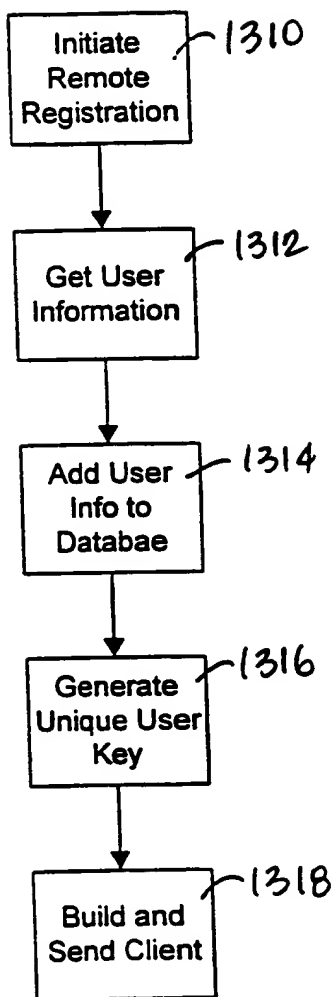 Initiate
Remote
Registration
1310
Get User
Information
1312
Add User
Info to
Databae
1314
Generate
Unique User
Key
1316
Build and
Send Client
1318